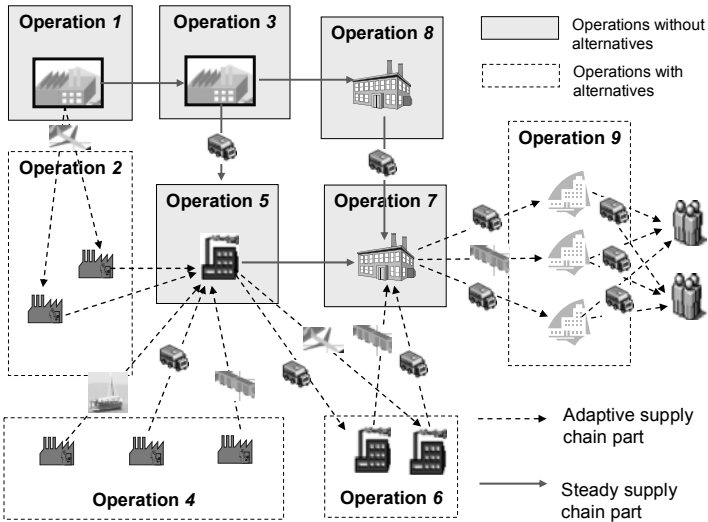 Operation 1
Operation 3
Operation 8
Operations without
alternatives
Operations with
alternatives
Operation 2
Operation 9
Operation 5
Operation 7
Operation 4
Operation 6
Adaptive supply
chain part
Steady supply
chain part